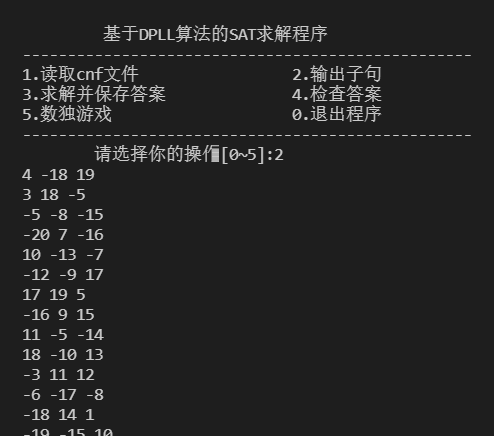 基于DPLL算法的SAT求解程序
--------------------------------------------------
1.读取cnf文件 2.输出子句
3.求解并保存答案 4.检查答案
5.数独游戏 0.退出程序
--------------------------------------------------
请选择你的操作[0~5]:2
4 -18 19
3 18 -5
-5 -8 -15
-20 7 -16
10 -13 -7
-12 -9 17
17 19 5
-16 9 15
11 -5 -14
18 -10 13
-3 11 12
-6 -17 -8
-18 14 1
-19 -15 10